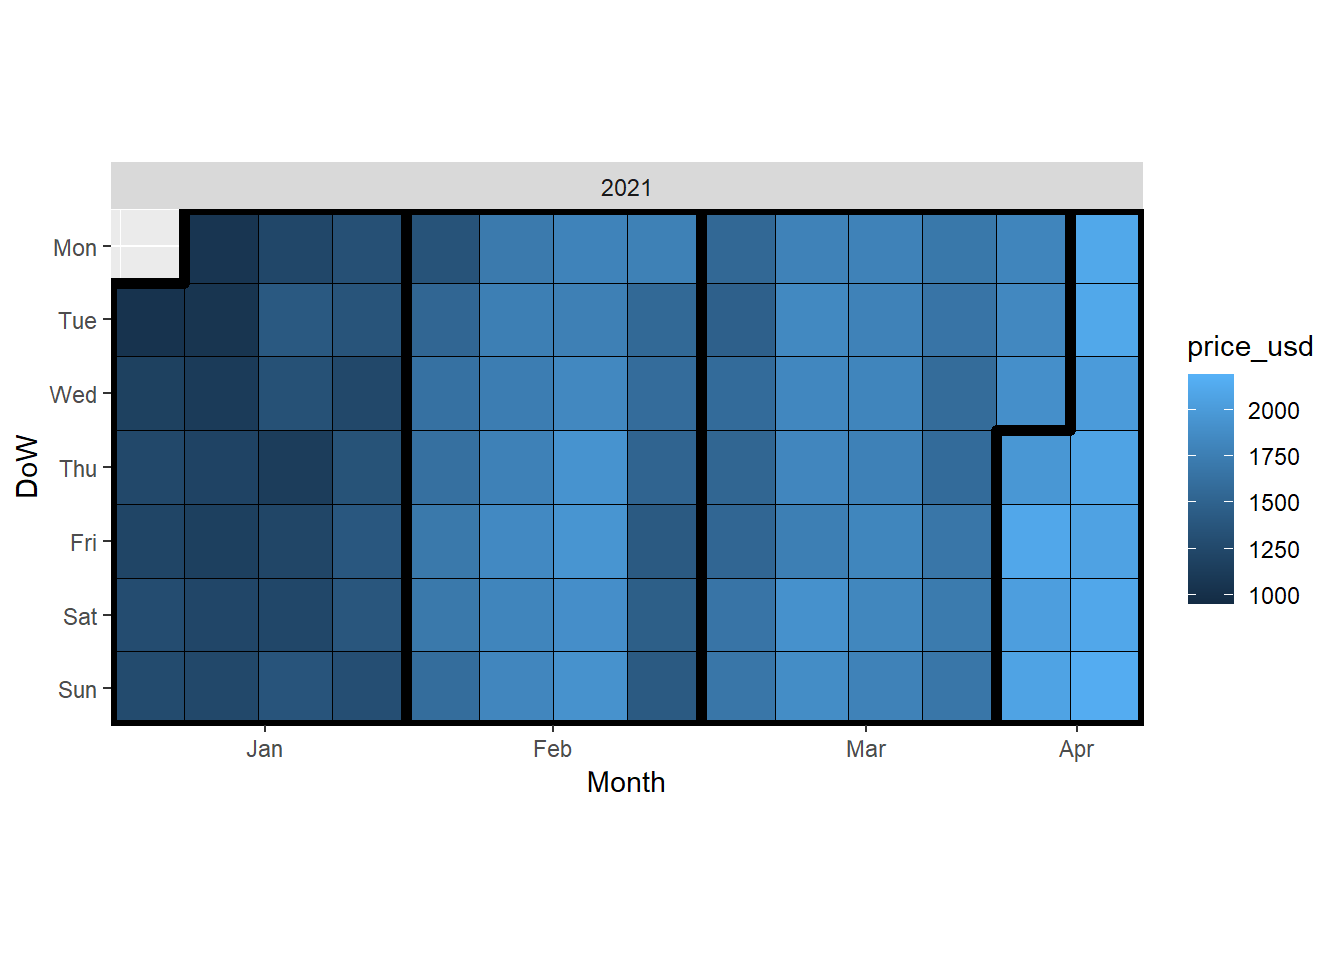 2021
Mon
Tue
Wed
Thu
Fri
Sat
Sun
DoW
Jan Feb Mar Apr
Month
price_usd
2000
1750
1500
1250
1000